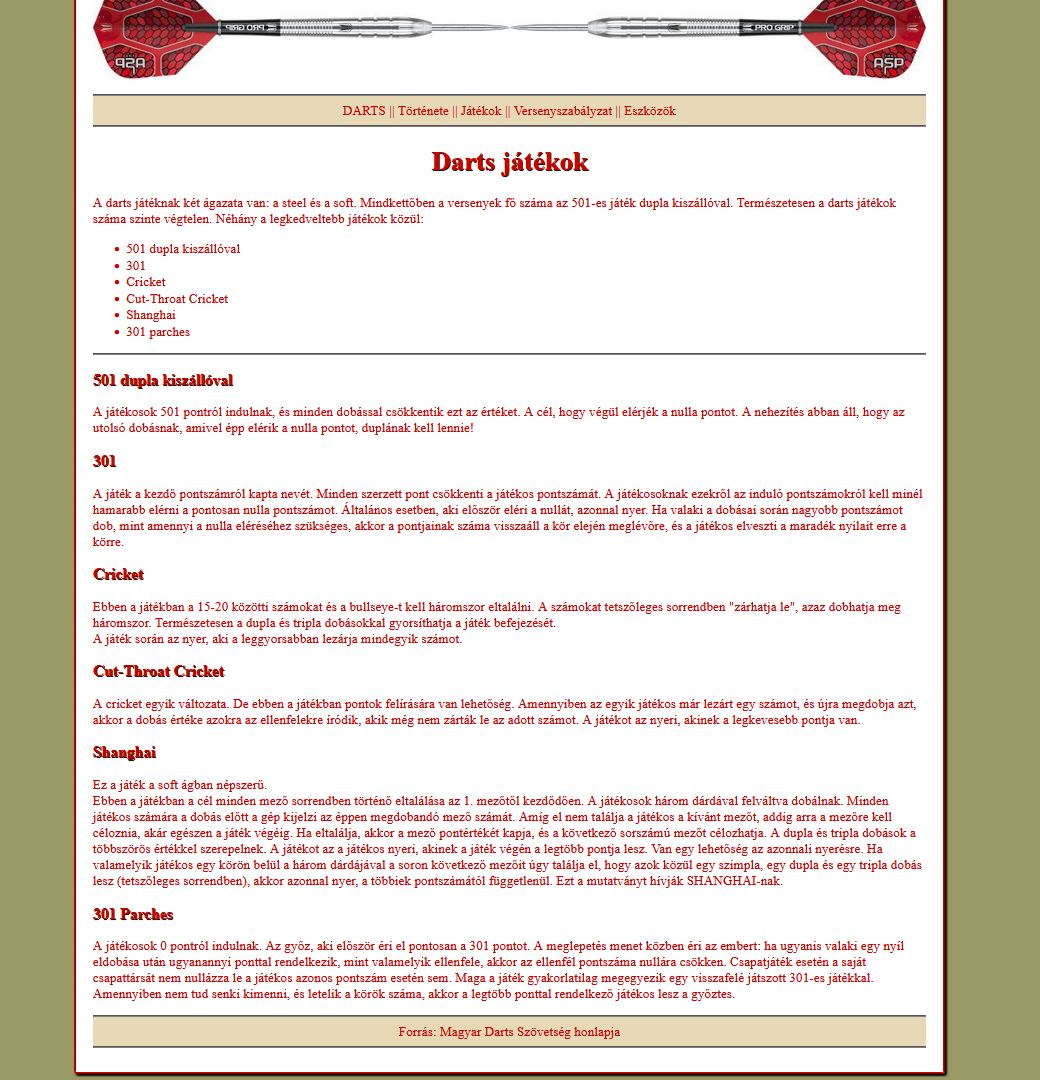 PRO GRIP PRO GRIP
ASP ASP
DARTS || Története || Játékok || Versenyszabályzat || Eszközök
Darts játékok
A darts játéknak két ágazata van: a steel és a soft. Mindkettőben a versenyek fő száma az 501-es játék dupla kiszállóval. Természetesen a darts játékok
száma szinte végtelen. Néhány a legkedveltebb játékok közül:
• 501 dupla kiszállóval
• 301
• Cricket
• Cut-Throat Cricket
• Shanghai
• 301 parches
501 dupla kiszállóval
A játékosok 501 pontról indulnak, és minden dobással csökkentik ezt az értéket. A cél, hogy végül elérjék a nulla pontot. A nehezítés abban áll, hogy az
utolsó dobásnak, amivel épp elérik a nulla pontot, duplának kell lennie!
301
A játék a kezdő pontszámról kapta nevét. Minden szerzett pont csökkenti a játékos pontszámát. A játékosoknak ezekről az induló pontszámokról kell minél
hamarabb elérni a pontosan nulla pontszámot. Általános esetben, aki először eléri a nullát, azonnal nyer. Ha valaki a dobásai során nagyobb pontszámot
dob, mint amennyi a nulla eléréséhez szükséges, akkor a pontjainak száma visszaáll a kör elején meglévőre, és a játékos elveszti a maradék nyilait erre a
körre.
Cricket
Ebben a játékban a 15-20 közötti számokat és a bullseye-t kell háromszor eltalálni. A számokat tetszőleges sorrendben "zárhatja le", azaz dobhatja meg
háromszor. Természetesen a dupla és tripla dobásokkal gyorsíthatja a játék befejezését.
A játék során az nyer, aki a leggyorsabban lezárja mindegyik számot.
Cut-Throat Cricket
A cricket egyik változata. De ebben a játékban pontok felírására van lehetőség. Amennyiben az egyik játékos már lezárt egy számot, és újra megdobja azt,
akkor a dobás értéke azokra az ellenfelekre íródik, akik még nem zárták le az adott számot. A játékot az nyeri, akinek a legkevesebb pontja van.
Shanghai
Ez a játék a soft ágban népszerű.
Ebben a játékban a cél minden mező sorrendben történő eltalálása az 1. mezőtől kezdődően. A játékosok három dárdával felváltva dobálnak. Minden
játékos számára a dobás előtt a gép kijelzi az éppen megdobandó mező számát. Amíg el nem találja a játékos a kívánt mezőt, addig arra a mezőre kell
céloznia, akár egészen a játék végéig. Ha eltalálja, akkor a mező pontértékét kapja, és a következő sorszámú mezőt célozhatja. A dupla és tripla dobások a
többszörös értékkel szerepelnek. A játékot az a játékos nyeri, akinek a játék végén a legtöbb pontja lesz. Van egy lehetőség az azonnali nyerésre. Ha
valamelyik játékos egy körön belül a három dárdájával a soron következő mezőit úgy találja el, hogy azok közül egy szimpla, egy dupla és egy tripla dobás
lesz (tetszőleges sorrendben), akkor azonnal nyer, a többiek pontszámától függetlenül. Ezt a mutatványt hívják SHANGHAI-nak.
301 Parches
A játékosok 0 pontról indulnak. Az győz, aki először éri el pontosan a 301 pontot. A meglepetés menet közben éri az embert: ha ugyanis valaki egy nyíl
eldobása után ugyanannyi ponttal rendelkezik, mint valamelyik ellenfele, akkor az ellenfél pontszáma nullára csökken. Csapatjáték esetén a saját
csapattársát nem nullázza le a játékos azonos pontszám esetén sem. Maga a játék gyakorlatilag megegyezik egy visszafelé játszott 301-es játékkal.
Amennyiben nem tud senki kimenni, és letelik a körök száma, akkor a legtöbb ponttal rendelkező játékos lesz a győztes.
Forrás: Magyar Darts Szövetség honlapja